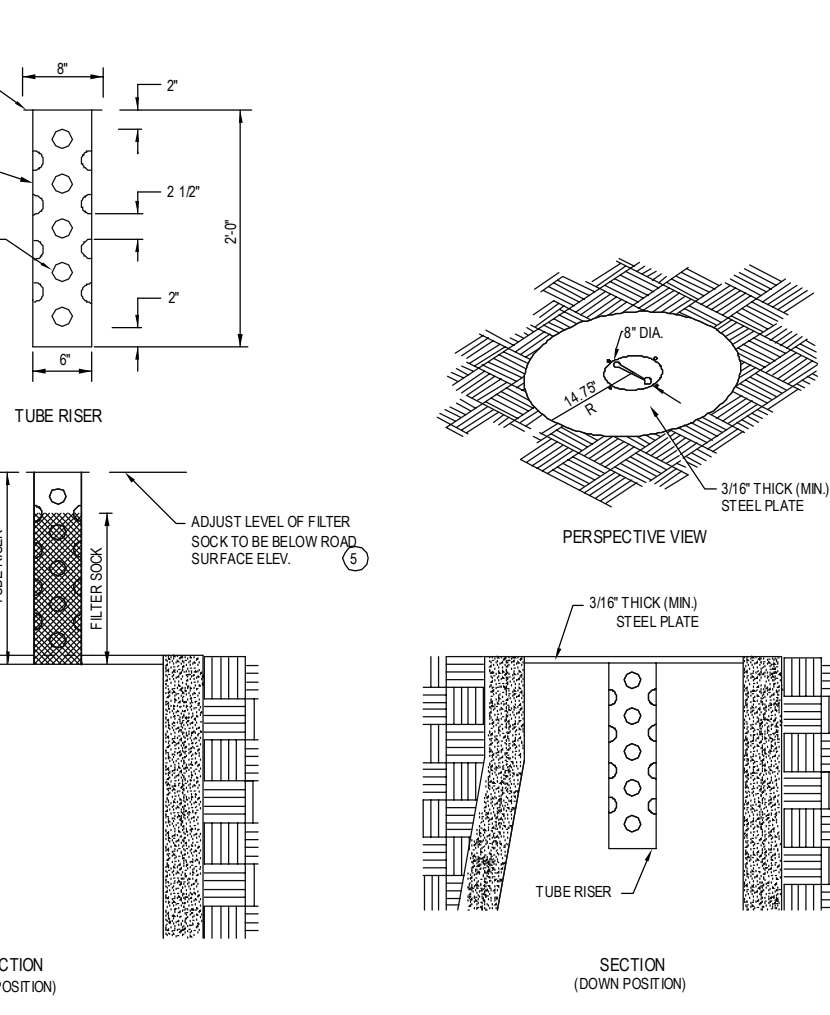 8"
2"
2 1/2"
2'-0"
2"
6"
TUBE RISER
8" DIA.
14.75"
R
3/16" THICK (MIN.)
STEEL PLATE
PERSPECTIVE VIEW
FILTER SOCK
ADJUST LEVEL OF FILTER
SOCK TO BE BELOW ROAD
SURFACE ELEV.
5
3/16" THICK (MIN.)
STEEL PLATE
TUBE RISER
SECTION
(DOWN POSITION)
CTION
POSITION)